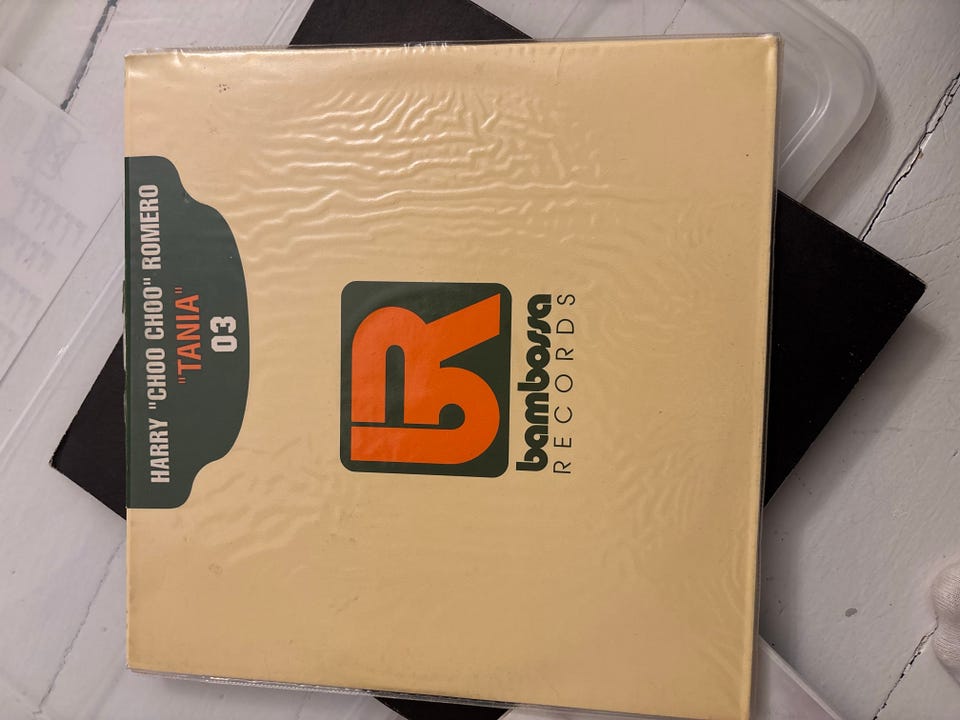 HARRY "CHOO CHOO" ROMERO
"TANIA"
03
bambossa
RECORDS